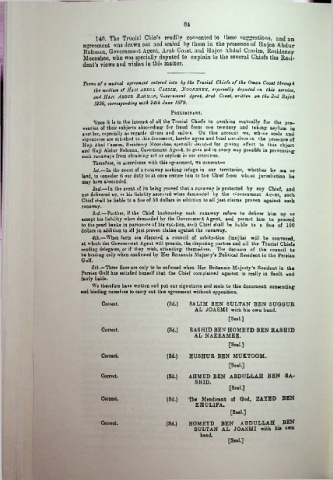 84
146. The Trucial Chiefs readily consented to these suggestions, and an
agreement was drawn out and sealed by them in the presence of Hajee Abdur
Rahman, Government Agent, Arab Coast, and Hajee Abdul Cassim, Residency
Moonshee, who was specially deputed to explain to the several Chiefs the Resi-
dent's views and wishes in this matter.
Terms of a mutual agreement entered into by the Trucial Chiefs of the Oman Coast through
the medium of HAJI ABDUL CASSIM, MOONSHEE, especially deputed on this service,
and HAJI ABDUR RAHMAN, Government Agent, Arab Coast, written on the 3rd Rajab
1296, corresponding with 24th June 1879.
PRELIMINARY.
Since it is the interest of all the Trucial Chiefs to combine mutually for the pre-
vention of their subjects absconding for fraud from one territory and taking asylum in
another, especially as regards divers and sailors. On this account we, whose seals and
signatures are attached to this document, have agreed and bind ourselves in the presence of
Haji Abul Cassim, Residency Moonshee, specially deputed for giving effect to this object
and Haji Abdur Rahman, Government Agent, to give aid in every way possible in preventing
such runaways from obtaining aid or asylum in our countries.
Therefore, in accordance with this agreement, we enumerate
1st.—In the event of a runaway seeking refuge in our territories, whether by sea or
land, to consider it our duty to at once return him to the Chief from whose jurisdiction he
may have absconded.
2nd.—In the event of its being proved that a runaway is protected by any Chief, and
not delivered up, or his liability assumed when demanded by the Government Agent, such
Chief shall be liable to a fine of 50 dollars in addition to all just claims proven against such
runaway.
3rd.—Further, if the Chief harbouring such runaway refuse to deliver him up or
accept his liability when demanded by the Government Agent, and permit him to proceed
to the pearl banks in pursuance of his vocation, such Chief shall be liable to a fine of 100
dollars in addition to all just proven claims against the runaway.
4th.—When facts are disputed a council of arbitration (majlis) will be convened,
at which the Government Agent will preside, the disputing parties and all the Trucial Chiefs
sending delegates, or if they wish, attending themselves. The decision of the council to
be binding only when confirmed by Her Britannic Majesty's Political Resident in the Persian
Gulf.
5th.—These fines are only to be enforced when Her Britannic Majesty's Resident in the
Persian Gulf has satisfied himself that the Chief complained against is really in fault and
fairly liable.
We therefore have written and put our signatures and seals to this document consenting
and binding ourselves to carry out this agreement without opposition.
Correct. (Sd.) SALIM BEN SULTAN BEN SUGGUR
AL JOASMI with his own hand.
[Seal.]
Correct. (Sd.) RASHID BEN HOMEYD BEN RASHID
AL NAEEAMEE.
[Seal.]
Correct. (Sd.) HUSHUR BEN MUKTOOM.
[Seal.]
Correct. (Sd.) AHMED BEN ABDULLAH BEN RA-
SHID.
[Seal.]
Correct. (Sd.) The Mendicant of God, ZAYED BEN
KHULIFA.
[Seal.]
Correct. (Sd.) HOMEYD BEN ABDULLAH BEN
SULTAN AL JOASMI with his own
hand.
[Seal.]